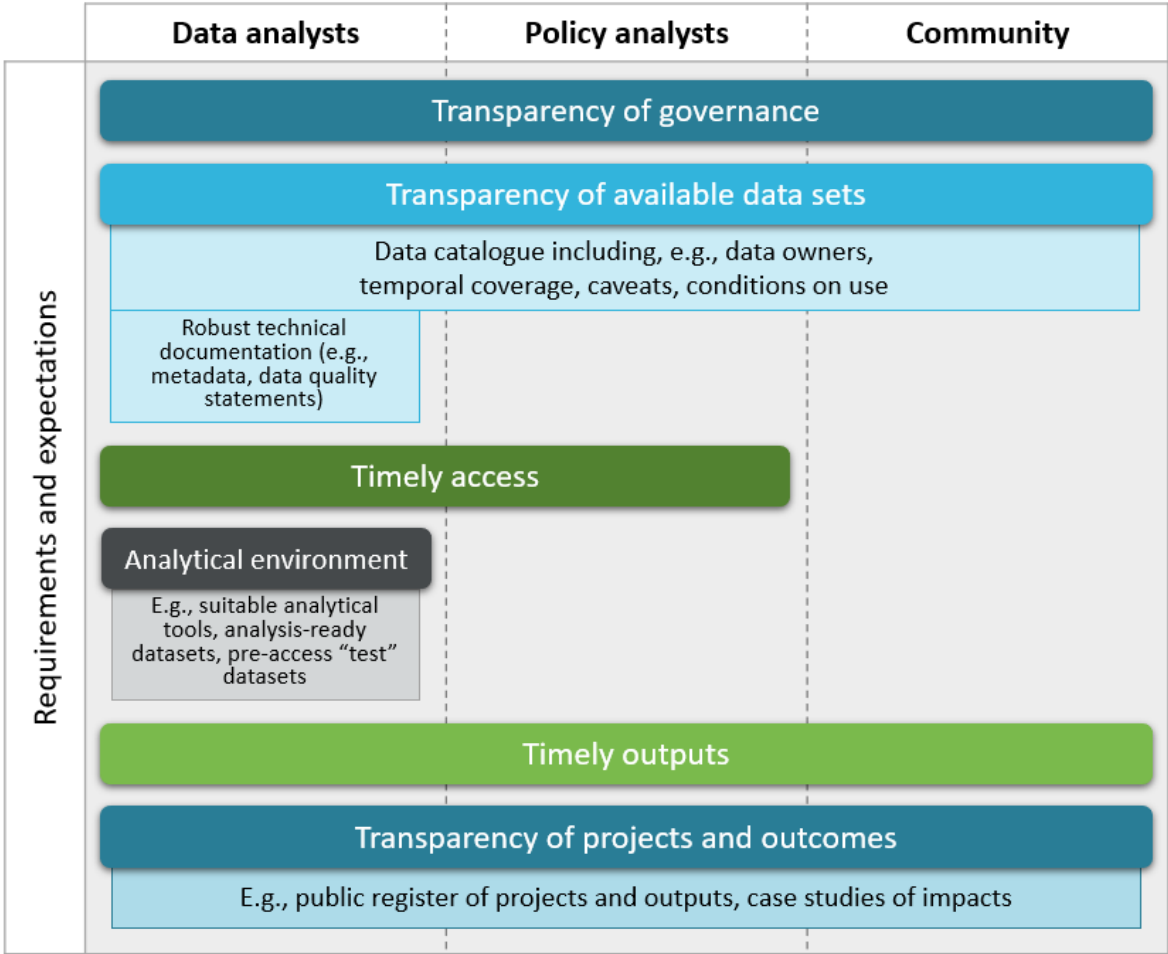 Data analysts
Policy analysts
Community
Requirements and expectations
Transparency of governance
Transparency of available data sets
Data catalogue including, e.g., data owners,
temporal coverage, caveats, conditions on use
Robust technical
documentation (e.g.,
metadata, data quality
statements)
Timely access
Analytical environment
E.g., suitable analytical
tools, analysis-ready
datasets, pre-access “test”
datasets
Timely outputs
Transparency of projects and outcomes
E.g., public register of projects and outputs, case studies of impacts